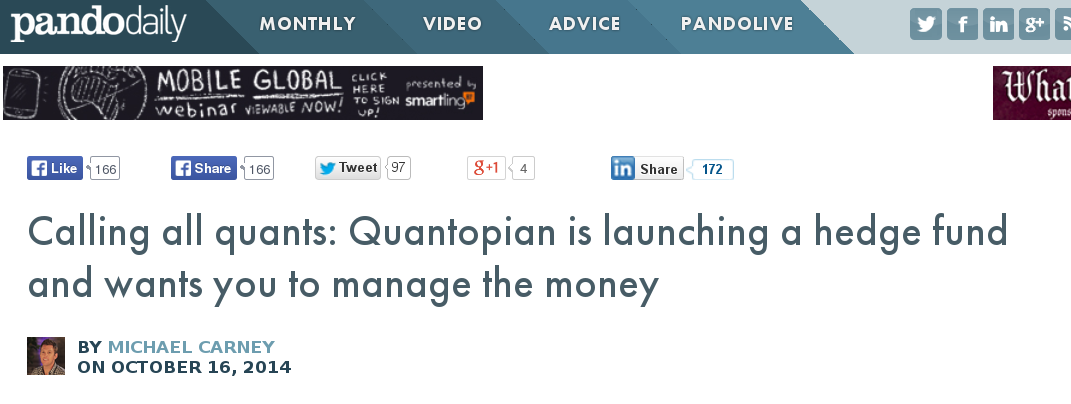 pandodaily MONTHLY VIDEO ADVICE PANDOLIVE
MOBILE GLOBAL
webinar VIEWABLE NOW!
CLICK
HERE
TO SIGN
UP!
presented by
smartling
What
spons
Like 166 Share 166 Tweet 97 g+1 4 in Share 172
Calling all quants: Quantopian is launching a hedge fund
and wants you to manage the money
BY MICHAEL CARNEY
ON OCTOBER 16, 2014